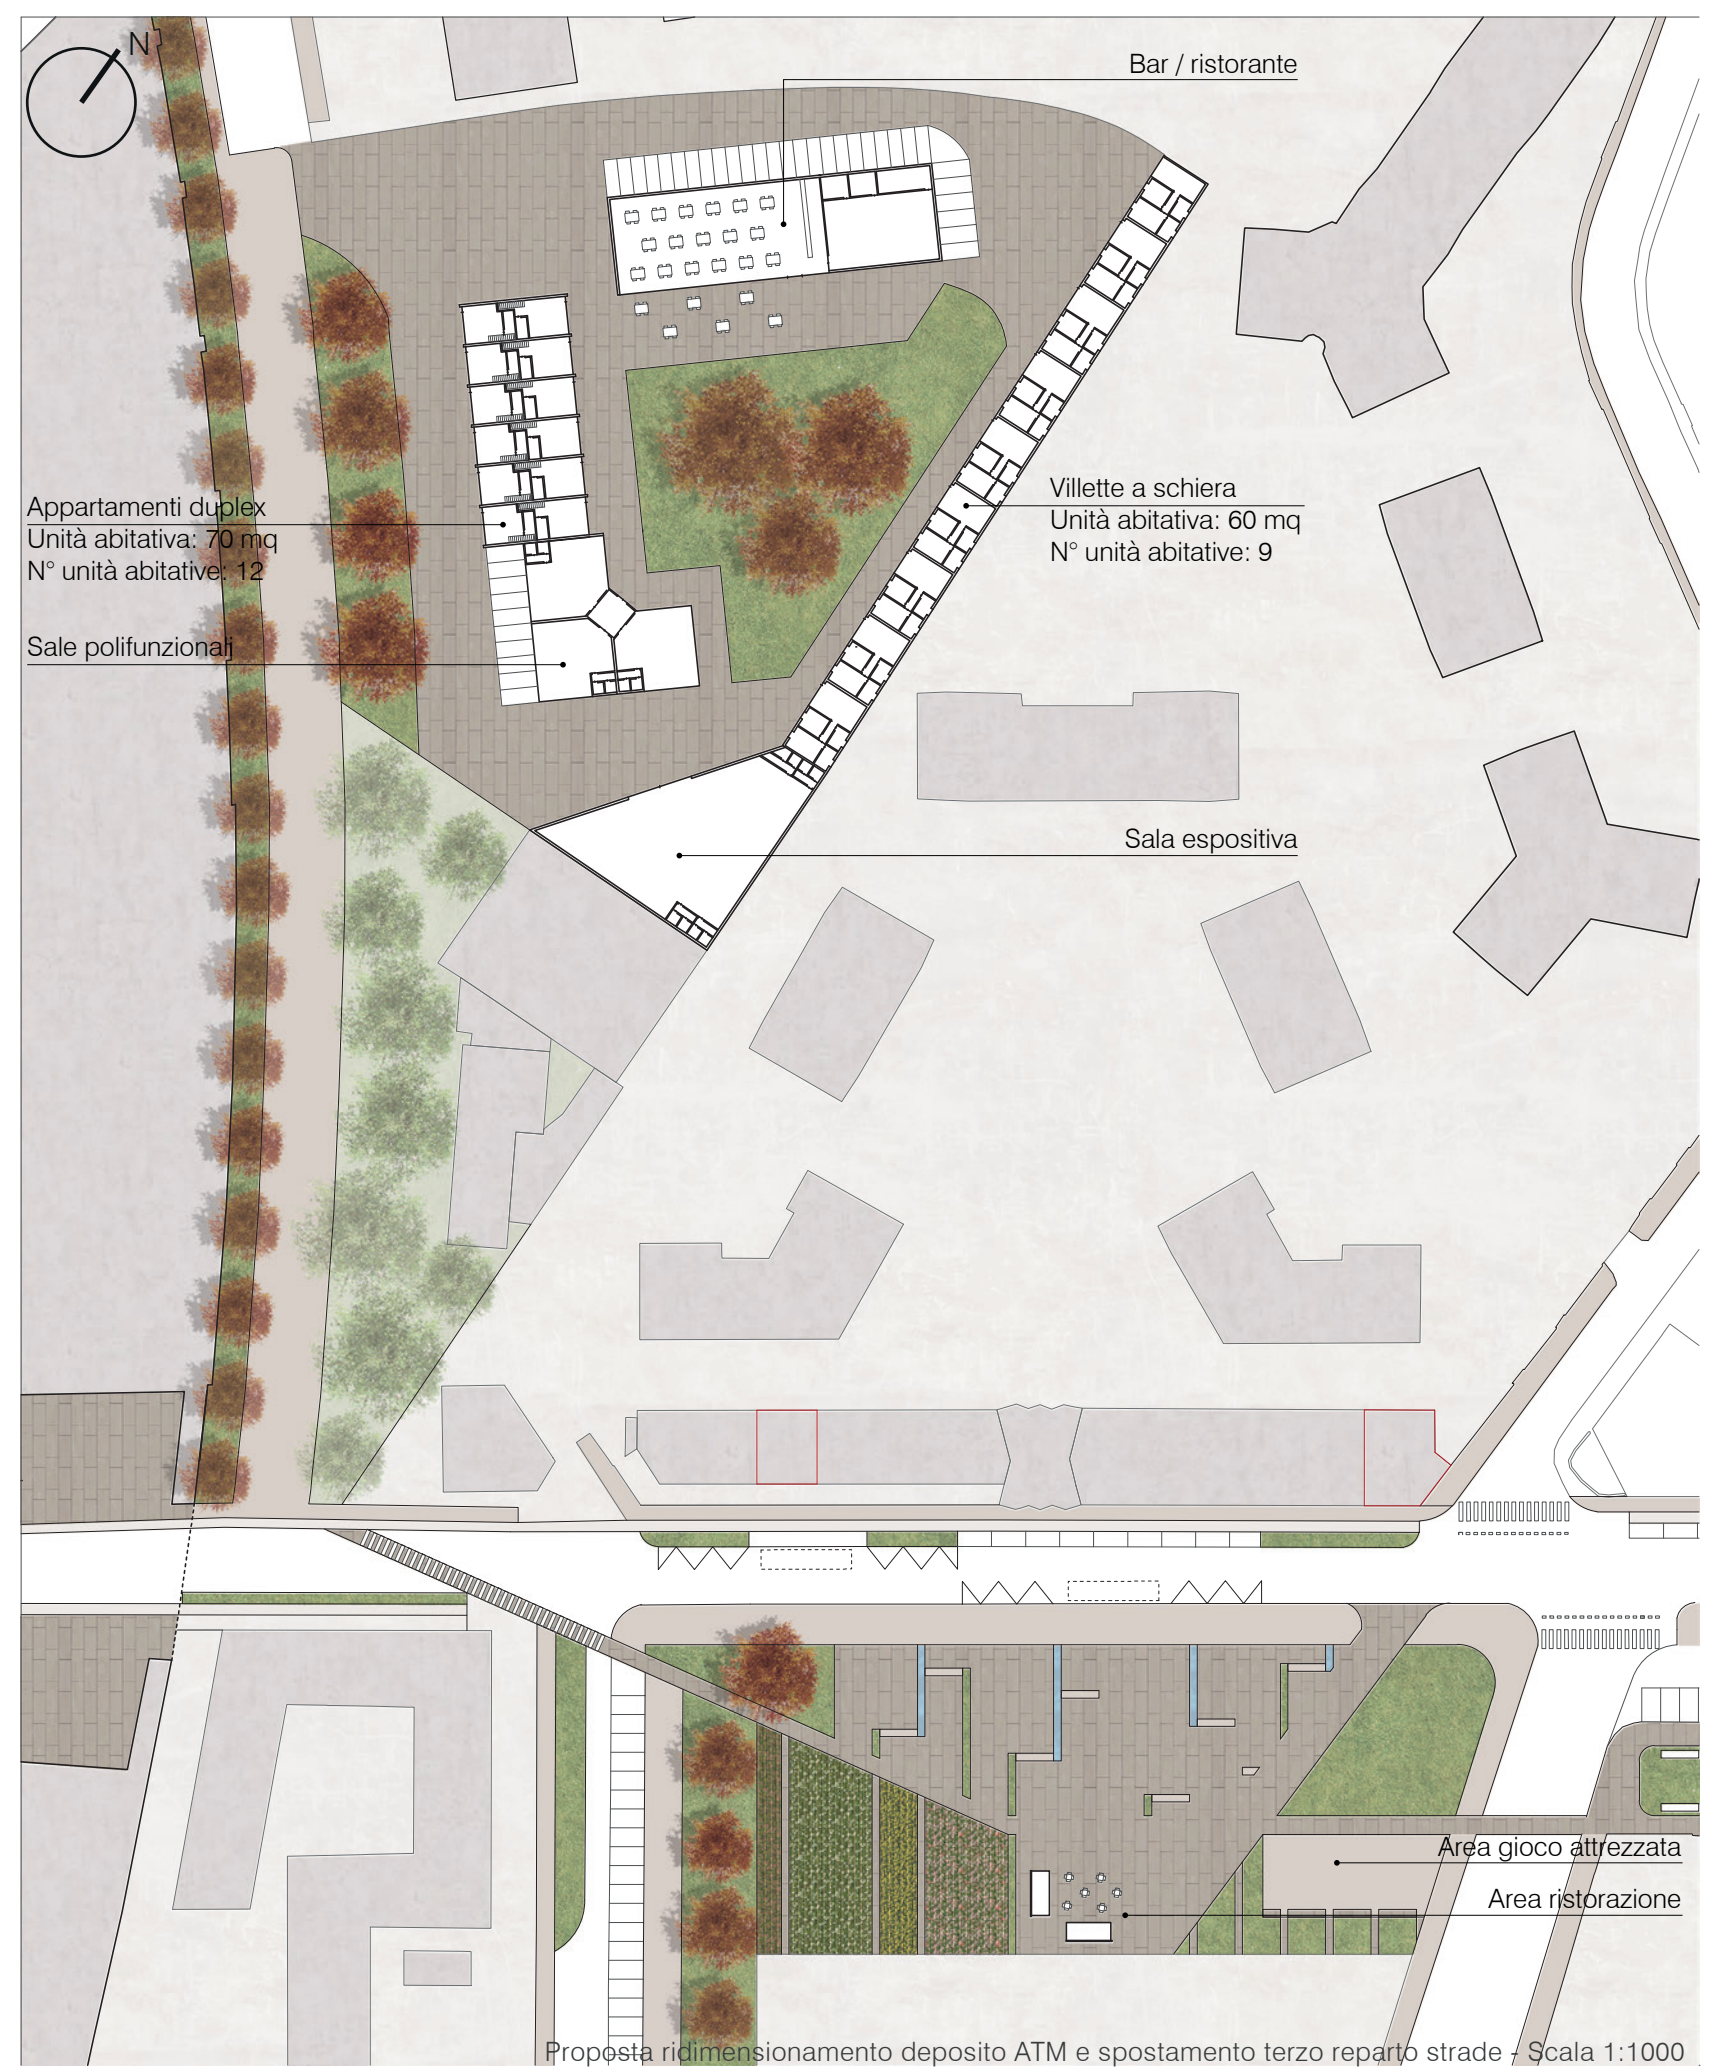 N
Bar / ristorante
Appartamenti duplex
Unità abitativa: 70 mq
N° unità abitative: 12
Villette a schiera
Unità abitativa: 60 mq
N° unità abitative: 9
Sale polifunzionali
Sala espositiva
Area gioco attrezzata
Area ristorazione
Proposta ridimensionamento deposito ATM e spostamento terzo reparto strade - Scala 1:1000